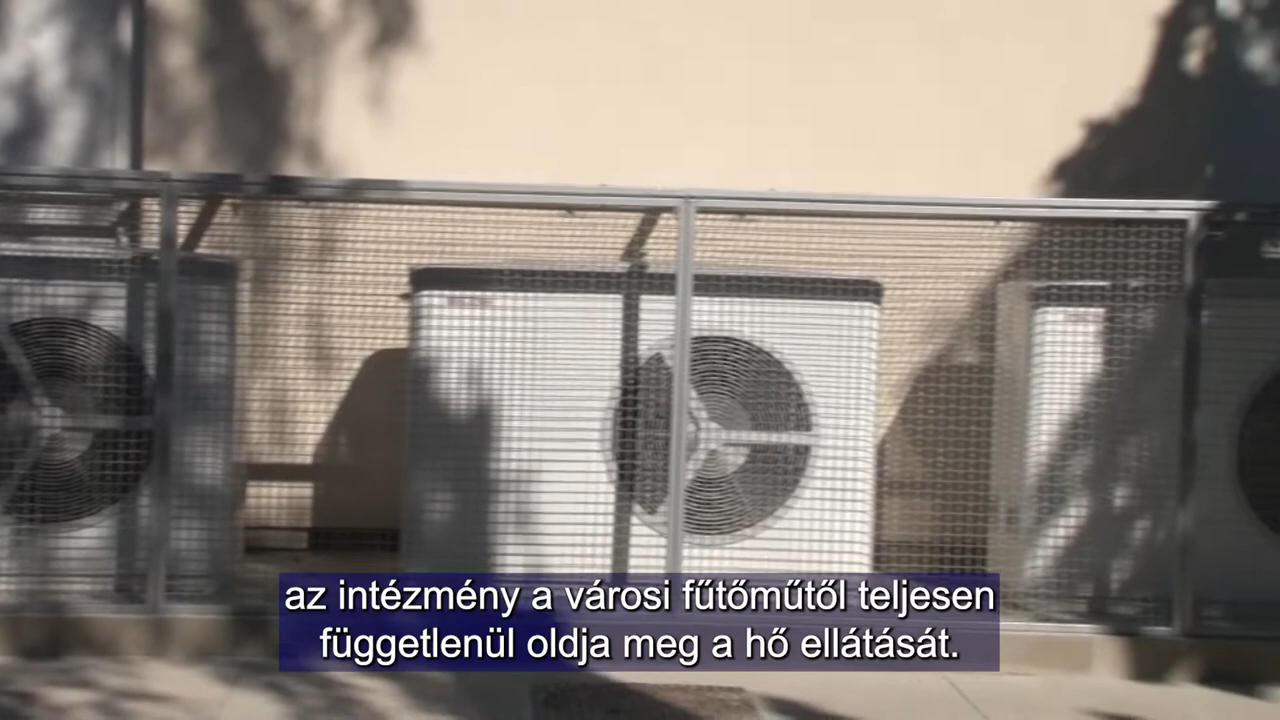 az intézmény a városi fűtőműtől teljesen
függetlenül oldja meg a hő ellátását.